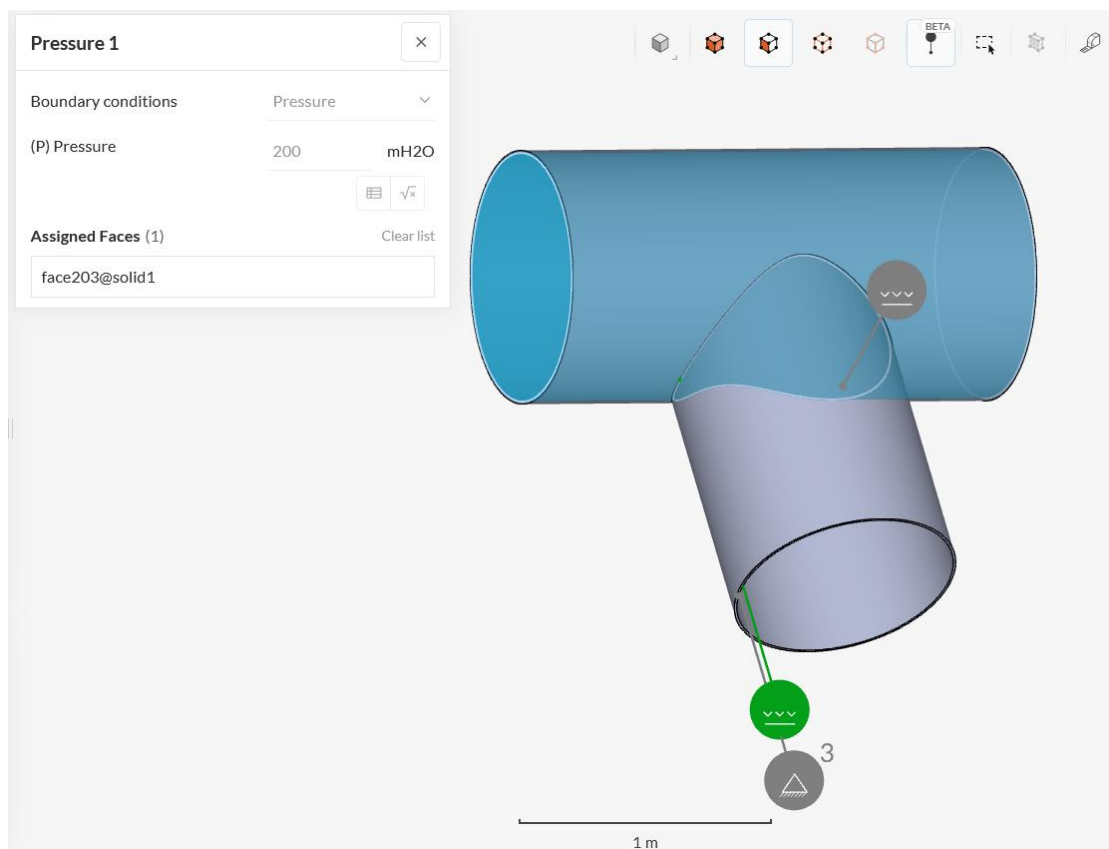 Pressure 1
BETA
Boundary conditions Pressure
(P) Pressure 200 mH2O
Assigned Faces (1) Clear list
face203@solid1
3
1 m